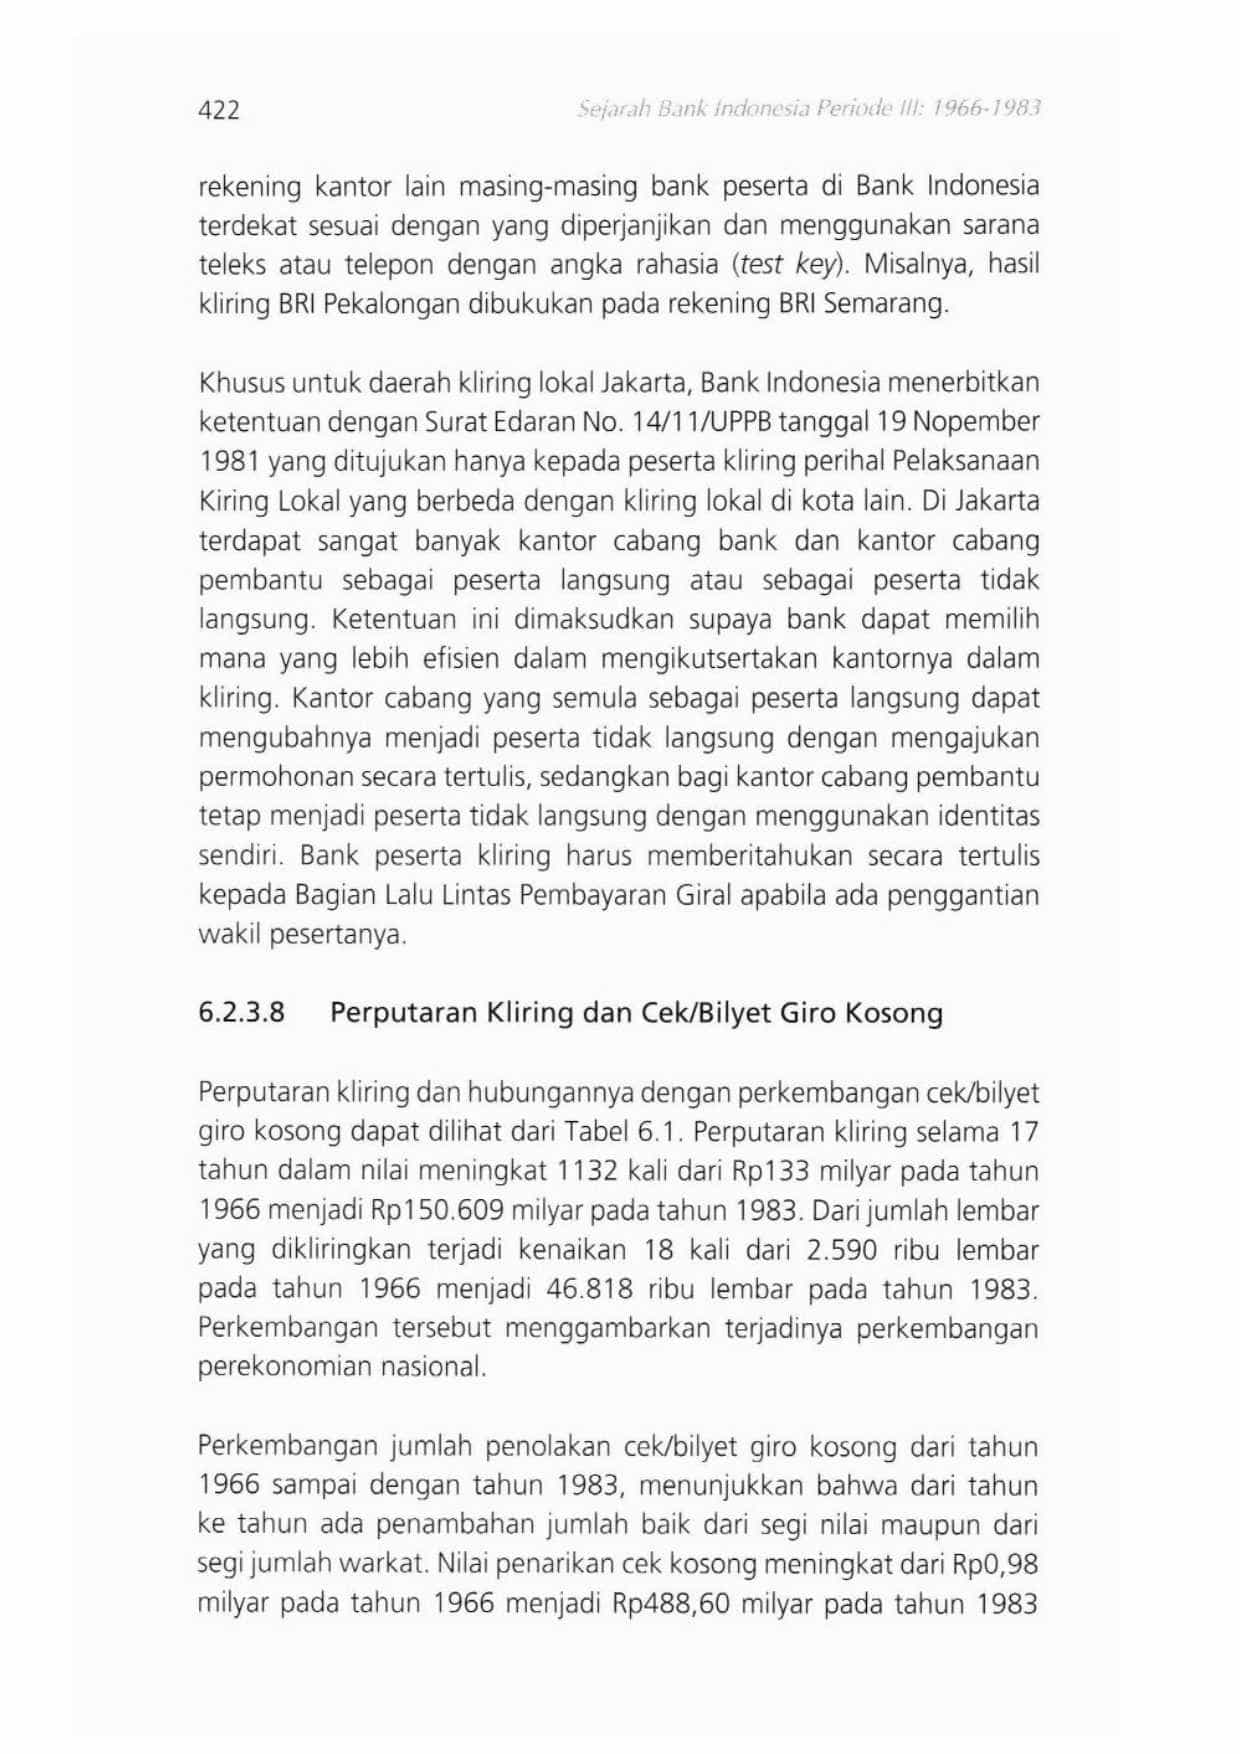 422
Sejarah Bank Indonesia Periode III: 1966-1983
rekening kantor lain masing-masing bank peserta di Bank Indonesia
terdekat sesuai dengan yang diperjanjikan dan menggunakan sarana
teleks atau telepon dengan angka rahasia (test key). Misalnya, hasil
kliring BRI Pekalongan dibukukan pada rekening BRI Semarang.
Khusus untuk daerah kliring lokal Jakarta, Bank Indonesia menerbitkan
ketentuan dengan Surat Edaran No. 14/11/UPPB tanggal 19 Nopember
1981 yang ditujukan hanya kepada peserta kliring perihal Pelaksanaan
Kiring Lokal yang berbeda dengan kliring lokal di kota lain. Di Jakarta
terdapat sangat banyak kantor cabang bank dan kantor cabang
pembantu sebagai peserta langsung atau sebagai peserta tidak
langsung. Ketentuan ini dimaksudkan supaya bank dapat memilih
mana yang lebih efisien dalam mengikutsertakan kantornya dalam
kliring. Kantor cabang yang semula sebagai peserta langsung dapat
mengubahnya menjadi peserta tidak langsung dengan mengajukan
permohonan secara tertulis, sedangkan bagi kantor cabang pembantu
tetap menjadi peserta tidak langsung dengan menggunakan identitas
sendiri. Bank peserta kliring harus memberitahukan secara tertulis
kepada Bagian Lalu Lintas Pembayaran Giral apabila ada penggantian
wakil pesertanya.
6.2.3.8 Perputaran Kliring dan Cek/Bilyet Giro Kosong
Perputaran kliring dan hubungannya dengan perkembangan cek/bilyet
giro kosong dapat dilihat dari Tabel 6.1. Perputaran kliring selama 17
tahun dalam nilai meningkat 1132 kali dari Rp133 milyar pada tahun
1966 menjadi Rp150.609 milyar pada tahun 1983. Dari jumlah lembar
yang dikliringkan terjadi kenaikan 18 kali dari 2.590 ribu lembar
pada tahun 1966 menjadi 46.818 ribu lembar pada tahun 1983.
Perkembangan tersebut menggambarkan terjadinya perkembangan
perekonomian nasional.
Perkembangan jumlah penolakan cek/bilyet giro kosong dari tahun
1966 sampai dengan tahun 1983, menunjukkan bahwa dari tahun
ke tahun ada penambahan jumlah baik dari segi nilai maupun dari
segi jumlah warkat. Nilai penarikan cek kosong meningkat dari Rp0,98
milyar pada tahun 1966 menjadi Rp488,60 milyar pada tahun 1983